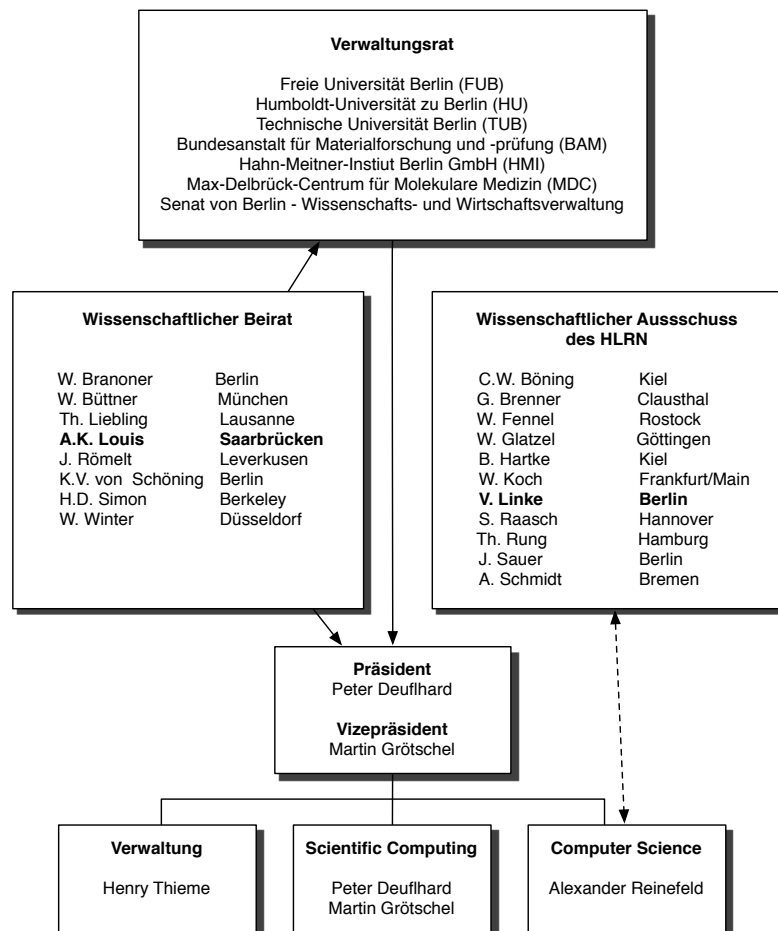 Verwaltungsrat
Freie Universität Berlin (FUB)
Humboldt-Universität zu Berlin (HU)
Technische Universität Berlin (TUB)
Bundesanstalt für Materialforschung und -prüfung (BAM)
Hahn-Meitner-Instiut Berlin GmbH (HMI)
Max-Delbrück-Centrum für Molekulare Medizin (MDC)
Senat von Berlin - Wissenschafts- und Wirtschaftsverwaltung
Wissenschaftlicher Beirat
W. Branoner Berlin
W. Büttner München
Th. Liebling Lausanne
A.K. Louis Saarbrücken
J. Römelt Leverkusen
K.V. von Schöning Berlin
H.D. Simon Berkeley
W. Winter Düsseldorf
Wissenschaftlicher Aussschuss
des HLRN
C.W. Böning Kiel
G. Brenner Clausthal
W. Fennel Rostock
W. Glatzel Göttingen
B. Hartke Kiel
W. Koch Frankfurt/Main
V. Linke Berlin
S. Raasch Hannover
Th. Rung Hamburg
J. Sauer Berlin
A. Schmidt Bremen
Präsident
Peter Deuflhard
Vizepräsident
Martin Grötschel
Verwaltung
Henry Thieme
Scientific Computing
Peter Deuflhard
Martin Grötschel
Computer Science
Alexander Reinefeld